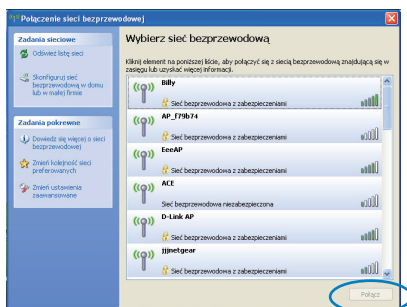 Połączenie sieci bezprzewodowej
Zadania sieciowe
Odśwież listę sieci
Skonfiguruj sieć
bezprzewodową w domu
lub w małej firmie
Zadania pokrewne
Dowiedz się więcej o sieci
bezprzewodowej
Zmień kolejność sieci
preferowanych
Zmień ustawienia
zaawansowane
Wybierz sieć bezprzewodową
Kliknij element na poniższej liście, aby połączyć się z siecią bezprzewodową znajdującą się w
zasięgu lub uzyskać więcej informacji.
Billy
Sieć bezprzewodowa z zabezpieczeniami
AP_f79b74
Sieć bezprzewodowa z zabezpieczeniami
EeeAP
Sieć bezprzewodowa z zabezpieczeniami
ACE
Sieć bezprzewodowa niezabezpieczona
D-Link AP
Sieć bezprzewodowa z zabezpieczeniami
jjjnetgear
Sieć bezprzewodowa z zabezpieczeniami
Połącz